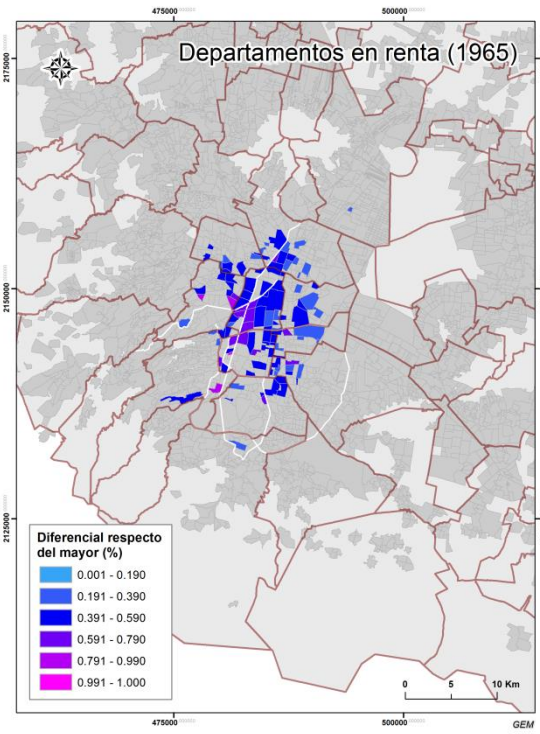 475000
500000
Departamentos en renta (1965)
2175000
2150000
2125000
Diferencial respecto
del mayor (%)
0.001 - 0.190
0.191 - 0.390
0.391 - 0.590
0.591 - 0.790
0.791 - 0.990
0.991 - 1.000
0 5 10 Km
475000
500000
GEM